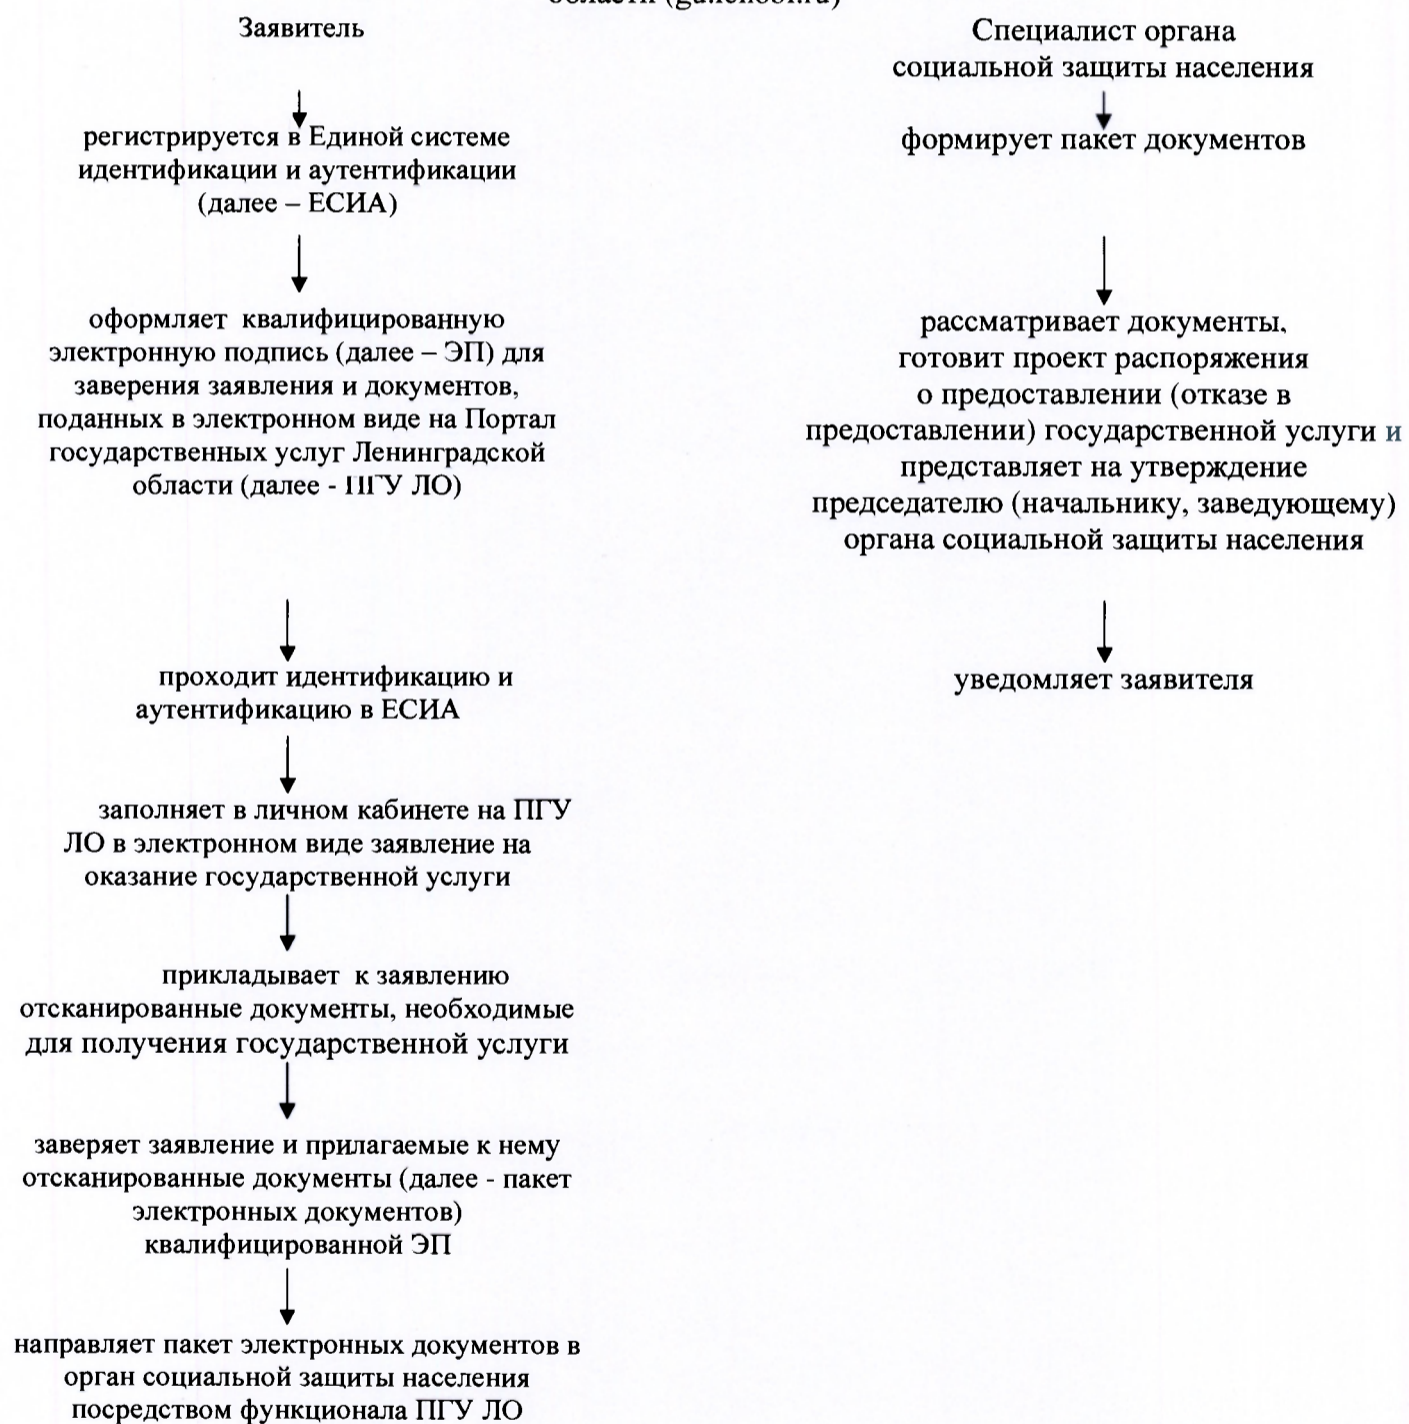 Заявитель
регистрируется в Единой системе
идентификации и аутентификации
(далее – ЕСИА)
оформляет квалифицированную
электронную подпись (далее – ЭП) для
заверения заявления и документов,
поданных в электронном виде на Портал
государственных услуг Ленинградской
области (далее - ПГУ ЛО)
проходит идентификацию и
аутентификацию в ЕСИА
заполняет в личном кабинете на ПГУ
ЛО в электронном виде заявление на
оказание государственной услуги
прикладывает к заявлению
отсканированные документы, необходимые
для получения государственной услуги
заверяет заявление и прилагаемые к нему
отсканированные документы (далее - пакет
электронных документов)
квалифицированной ЭП
направляет пакет электронных документов в
орган социальной защиты населения
посредством функционала ПГУ ЛО
Специалист органа
социальной защиты населения
формирует пакет документов
рассматривает документы,
готовит проект распоряжения
о предоставлении (отказе в
предоставлении) государственной услуги и
представляет на утверждение
председателю (начальнику, заведующему)
органа социальной защиты населения
уведомляет заявителя